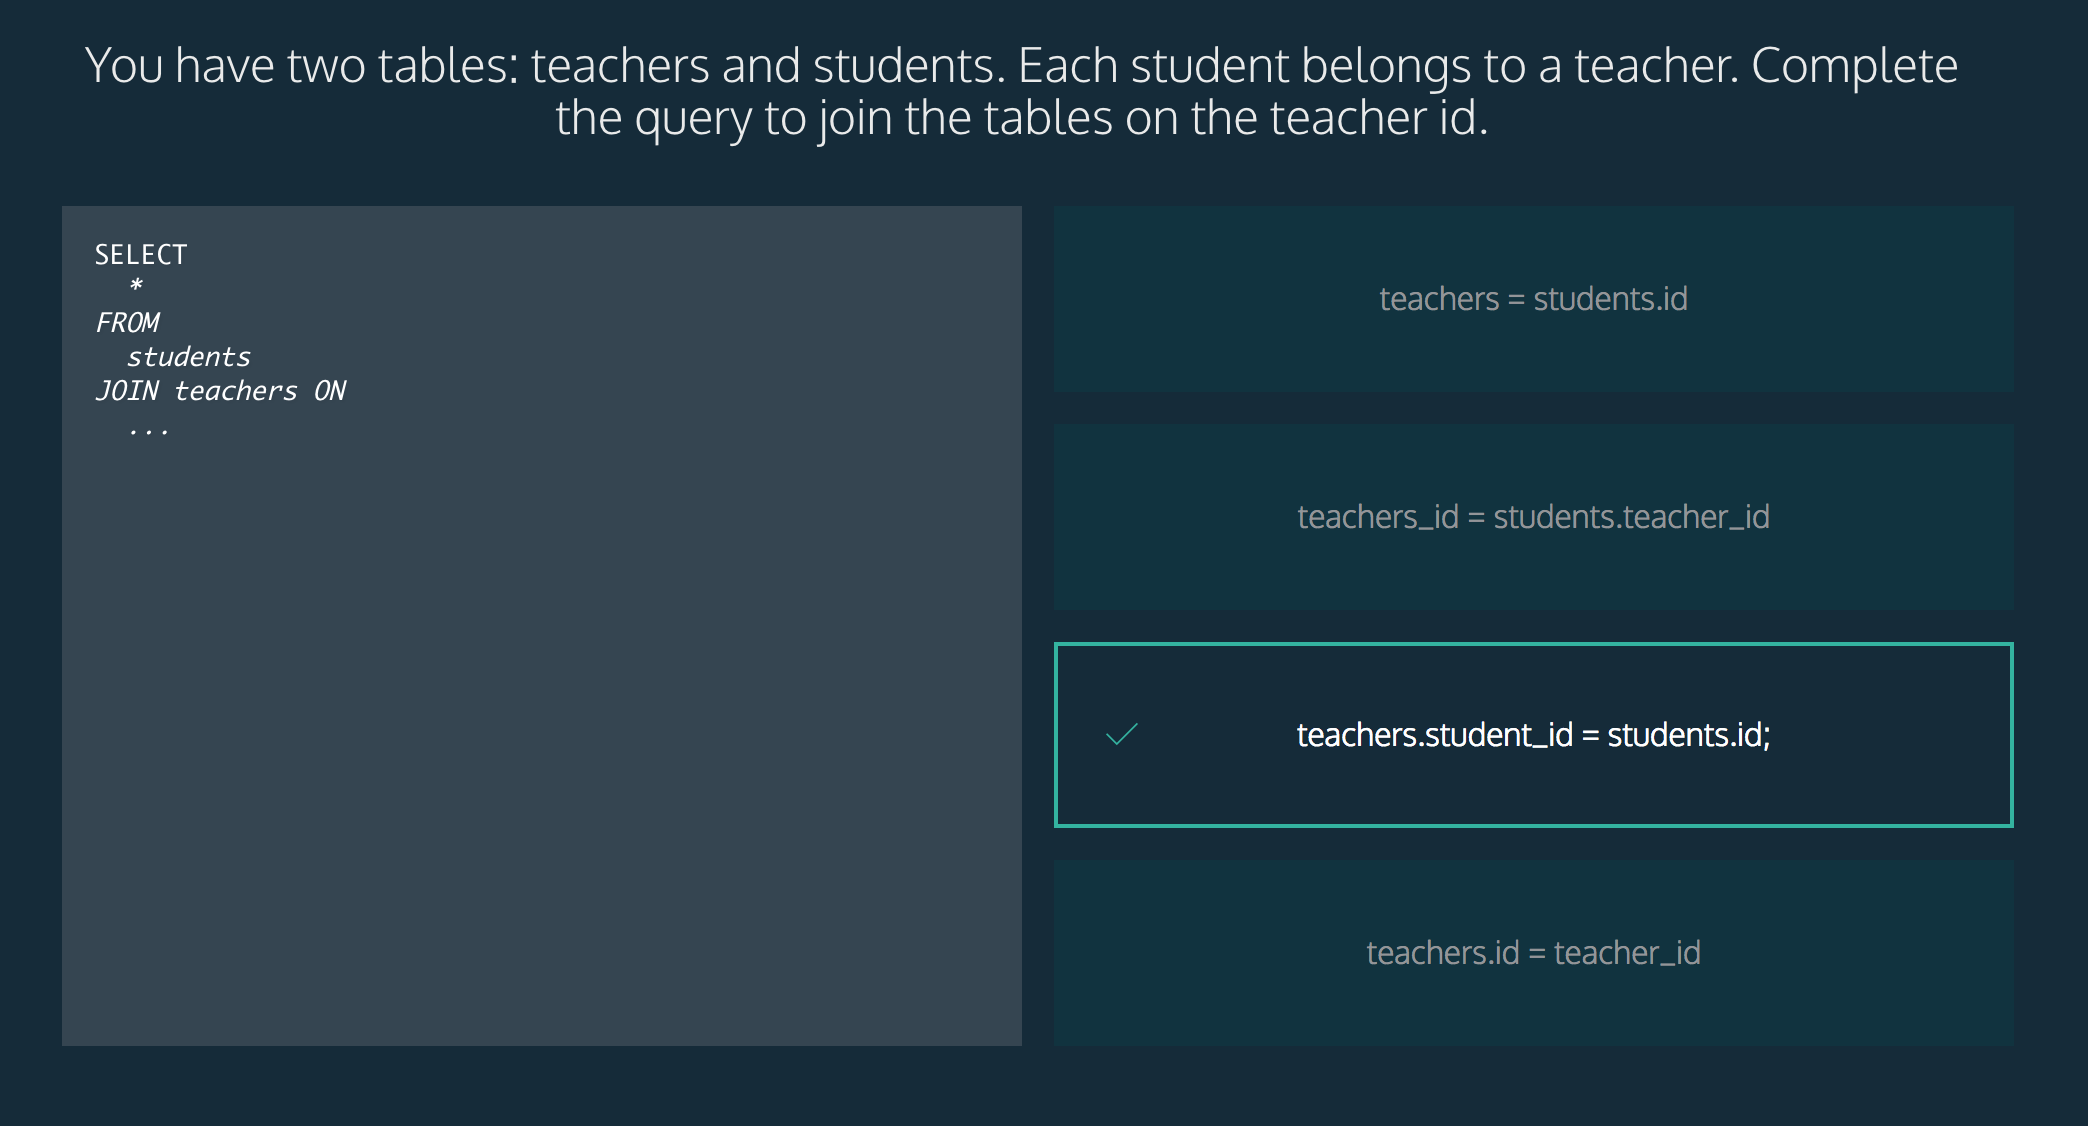 You have two tables: teachers and students. Each student belongs to a teacher. Complete
the query to join the tables on the teacher id.
SELECT
*
FROM
students
JOIN teachers ON
...
teachers = students.id
teachers_id = students.teacher_id
teachers.student_id = students.id;
teachers.id = teacher_id